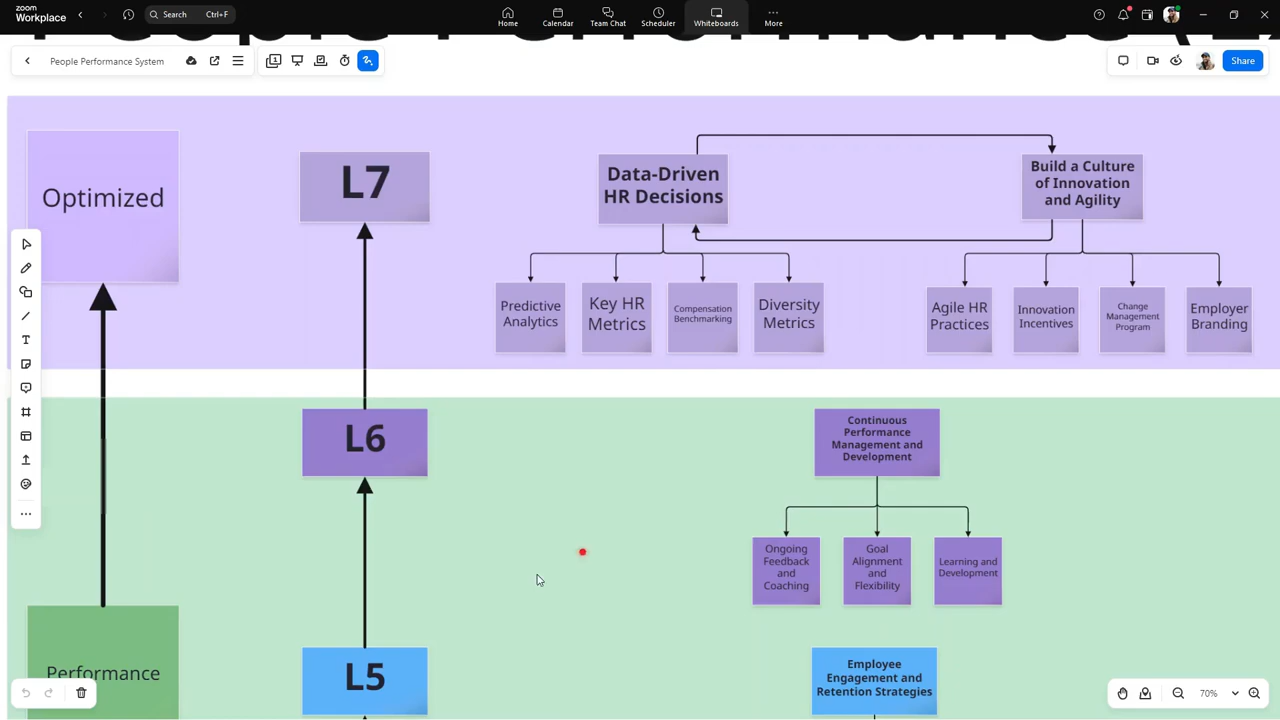 zoom
Workplace
Search Ctrl+F
Home
Calendar
Team Chat
Scheduler
Whiteboards
More
People Performance System
Share
Optimized
L7
Data-Driven
HR Decisions
Build a Culture
of Innovation
and Agility
Predictive
Analytics
Key HR
Metrics
Compensation
Benchmarking
Diversity
Metrics
Agile HR
Practices
Innovation
Incentives
Change
Management
Program
Employer
Branding
L6
Continuous
Performance
Management and
Development
Ongoing
Feedback
and
Coaching
Goal
Alignment
and
Flexibility
Learning and
Development
Performance
L5
Employee
Engagement and
Retention Strategies
70%